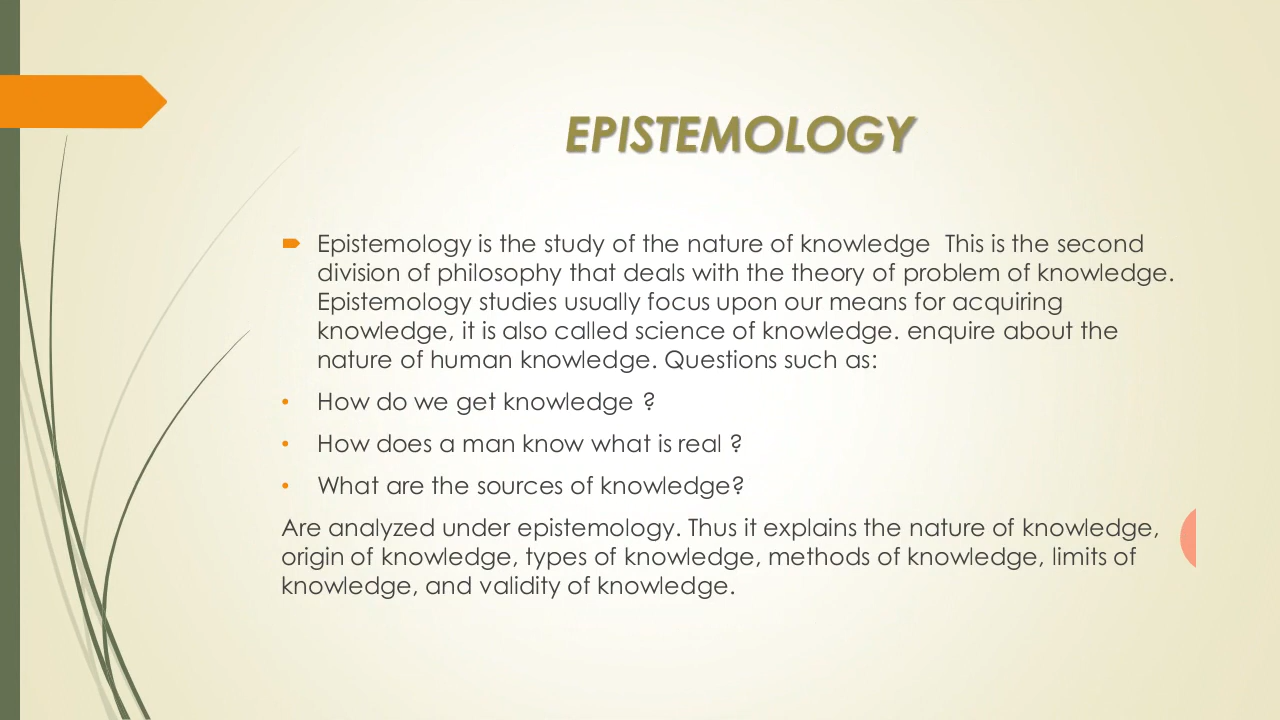 EPISTEMOLOGY
Epistemology is the study of the nature of knowledge  This is the second
division of philosophy that deals with the theory of problem of knowledge.
Epistemology studies usually focus upon our means for acquiring
knowledge, it is also called science of knowledge. enquire about the
nature of human knowledge. Questions such as:
• How do we get knowledge ?
• How does a man know what is real ?
• What are the sources of knowledge?
Are analyzed under epistemology. Thus it explains the nature of knowledge,
origin of knowledge, types of knowledge, methods of knowledge, limits of
knowledge, and validity of knowledge.